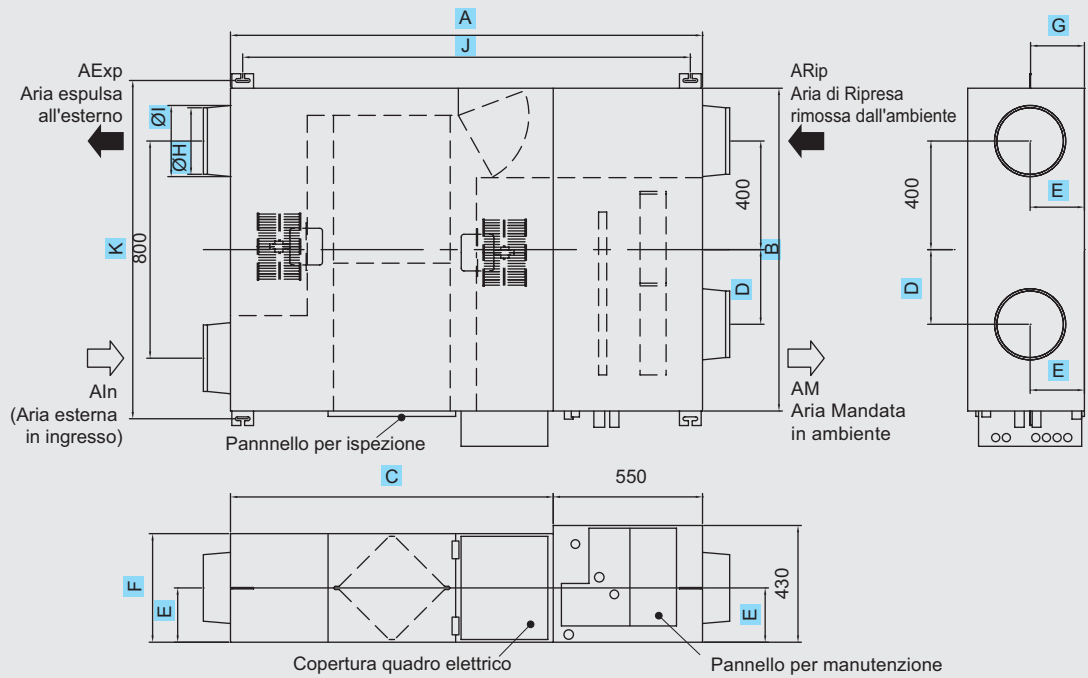 A
J
G
AExp
Aria espulsa
all'esterno
ARip
Aria di Ripresa
rimossa dall'ambiente
ØI
ØH
K
800
400
B
D
400
D
E
E
AIn
(Aria esterna
in ingresso)
AM
Aria Mandata
in ambiente
Pannnello per ispezione
C
550
F
E
E
430
Copertura quadro elettrico
Pannello per manutenzione